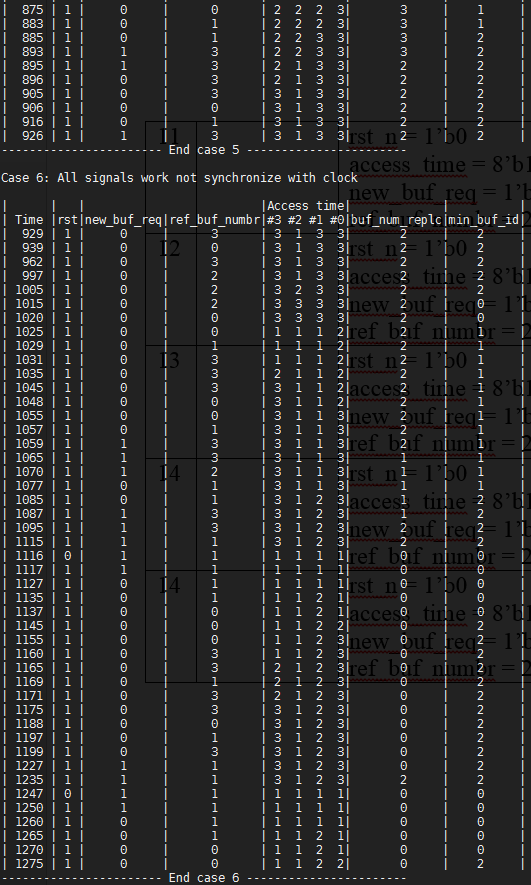 | 875 | 1 | 0 | 0 | 2 2 2 3| 3 | 1 |
| 883 | 1 | 0 | 1 | 2 2 2 3| 3 | 1 |
| 885 | 1 | 0 | 3 | 2 2 1 3| 3 | 2 |
| 893 | 1 | 1 | 3 | 2 2 1 3| 3 | 2 |
| 895 | 1 | 1 | 3 | 2 1 3 3| 2 | 2 |
| 896 | 1 | 0 | 3 | 2 1 3 3| 2 | 2 |
| 905 | 1 | 0 | 3 | 3 1 3 3| 2 | 2 |
| 906 | 1 | 0 | 0 | 3 1 3 3| 2 | 2 |
| 916 | 1 | 0 | 1 | 3 1 3 3| 2 | 2 |
| 926 | 1 | 1 | 3 | 3 1 3 3| 2 | 2 |
----------------------- End case 5 -----------------------
Case 6: All signals work not synchronize with clock
|Access time|
| Time |rst|new_buf_req|ref_buf_numbr|#3 #2 #1 #0|buf_num_replc|min_buf_id|
| 929 | 1 | 0 | 3 | 3 1 3 3| 2 | 2 |
| 939 | 1 | 0 | 0 | 3 1 3 3| 2 | 2 |
| 962 | 1 | 0 | 3 | 3 1 3 3| 2 | 2 |
| 997 | 1 | 0 | 2 | 3 1 3 3| 2 | 2 |
| 1005 | 1 | 0 | 2 | 3 2 3 3| 2 | 2 |
| 1015 | 1 | 0 | 2 | 3 3 3 3| 2 | 0 |
| 1020 | 1 | 0 | 0 | 3 3 3 3| 2 | 0 |
| 1025 | 1 | 0 | 0 | 1 1 1 2| 2 | 1 |
| 1029 | 1 | 0 | 1 | 1 1 1 2| 2 | 1 |
| 1031 | 1 | 0 | 3 | 1 1 1 2| 2 | 1 |
| 1035 | 1 | 0 | 3 | 2 1 1 2| 2 | 1 |
| 1045 | 1 | 0 | 3 | 3 1 1 2| 2 | 1 |
| 1048 | 1 | 0 | 0 | 3 1 1 2| 2 | 1 |
| 1055 | 1 | 0 | 0 | 3 1 1 3| 2 | 1 |
| 1057 | 1 | 0 | 1 | 3 1 1 3| 2 | 1 |
| 1059 | 1 | 1 | 3 | 3 1 1 3| 2 | 1 |
| 1065 | 1 | 1 | 3 | 3 1 1 3| 1 | 1 |
| 1070 | 1 | 1 | 2 | 3 1 1 3| 1 | 1 |
| 1077 | 1 | 0 | 1 | 3 1 1 3| 1 | 1 |
| 1085 | 1 | 0 | 1 | 3 1 2 3| 1 | 2 |
| 1087 | 1 | 1 | 3 | 3 1 2 3| 1 | 2 |
| 1095 | 1 | 1 | 3 | 3 1 2 3| 2 | 2 |
| 1115 | 1 | 1 | 1 | 3 1 2 3| 2 | 2 |
| 1116 | 0 | 1 | 1 | 1 1 1 1| 0 | 0 |
| 1117 | 1 | 1 | 1 | 1 1 1 1| 0 | 0 |
| 1127 | 1 | 0 | 1 | 1 1 1 1| 0 | 0 |
| 1135 | 1 | 0 | 1 | 1 1 2 1| 0 | 0 |
| 1137 | 1 | 0 | 0 | 1 1 2 1| 0 | 0 |
| 1145 | 1 | 0 | 0 | 1 1 2 2| 0 | 2 |
| 1155 | 1 | 0 | 0 | 1 1 2 3| 0 | 2 |
| 1160 | 1 | 0 | 3 | 1 1 2 3| 0 | 2 |
| 1165 | 1 | 0 | 3 | 2 1 2 3| 0 | 2 |
| 1169 | 1 | 0 | 1 | 2 1 2 3| 0 | 2 |
| 1171 | 1 | 0 | 3 | 2 1 2 3| 0 | 2 |
| 1175 | 1 | 0 | 3 | 3 1 2 3| 0 | 2 |
| 1188 | 1 | 0 | 0 | 3 1 2 3| 0 | 2 |
| 1197 | 1 | 0 | 1 | 3 1 2 3| 0 | 2 |
| 1199 | 1 | 0 | 3 | 3 1 2 3| 0 | 2 |
| 1227 | 1 | 1 | 1 | 3 1 2 3| 0 | 2 |
| 1235 | 1 | 1 | 1 | 3 1 2 3| 2 | 2 |
| 1247 | 0 | 1 | 1 | 1 1 1 1| 0 | 0 |
| 1250 | 1 | 1 | 1 | 1 1 1 1| 0 | 0 |
| 1260 | 1 | 0 | 1 | 1 1 1 1| 0 | 0 |
| 1265 | 1 | 0 | 1 | 1 1 2 1| 0 | 0 |
| 1270 | 1 | 0 | 0 | 1 1 2 1| 0 | 0 |
| 1275 | 1 | 0 | 0 | 1 1 2 2| 0 | 2 |
----------------------- End case 6 -----------------------
I1
rst_n = 1'b0
access_time = 8'b1
new_buf_req = 1'b
I2
rst_n = 1'b0
access_time = 8'b1
new_buf_req = 1'b
ref_buf_numbr = 2
I3
rst_n = 1'b0
access_time = 8'b1
new_buf_req = 1'b
ref_buf_numbr = 2
I4
rst_n = 1'b0
access_time = 8'b1
new_buf_req = 1'b
ref_buf_numbr = 2
I4
rst_n = 1'b0
access_time = 8'b1
new_buf_req = 1'b
ref_buf_numbr = 2